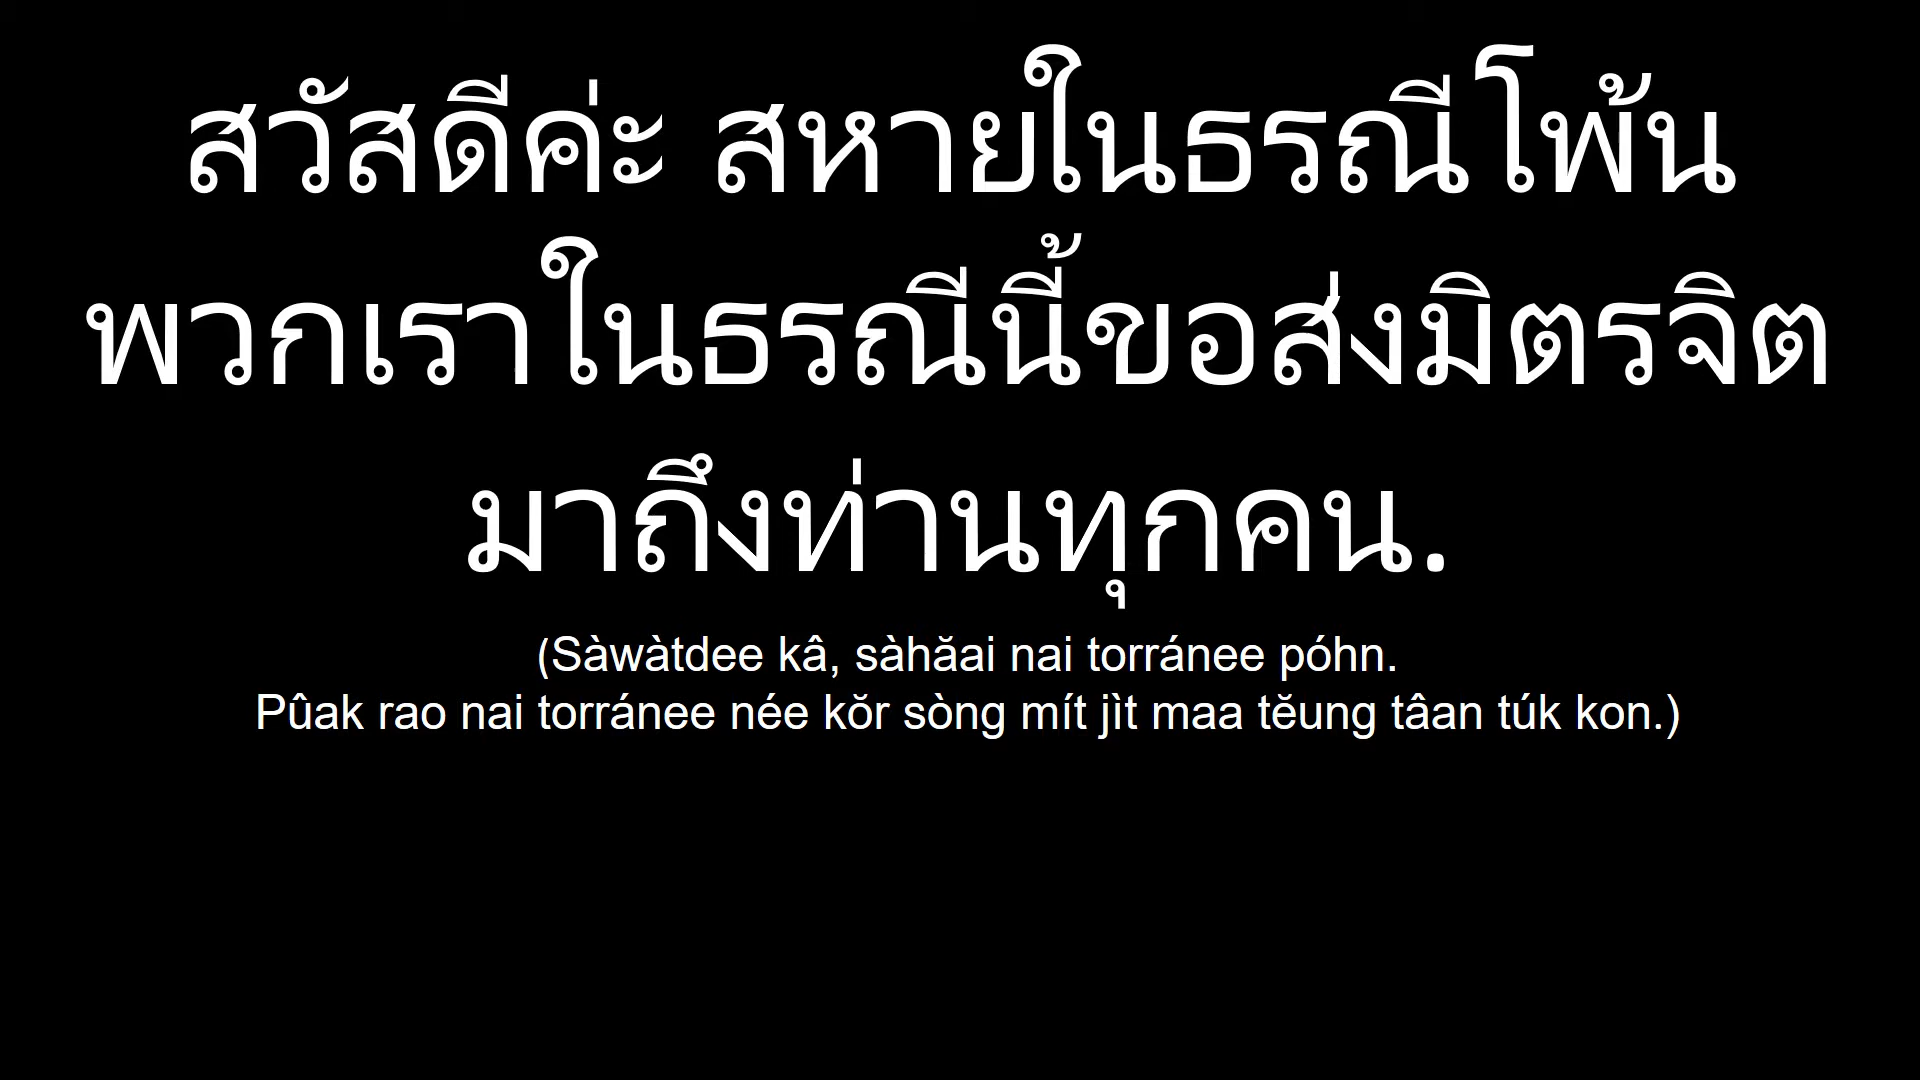 สวัสดีค่ะ สหายในธรณีโพ้น
พวกเราในธรณีนี้ขอส่งมิตรจิต
มาถึงท่านทุกคน.
(Sàwàtdee kâ, sàhăai nai torránee póhn.
Pûak rao nai torránee née kŏr sòng mít jìt maa tĕung tâan túk kon.)